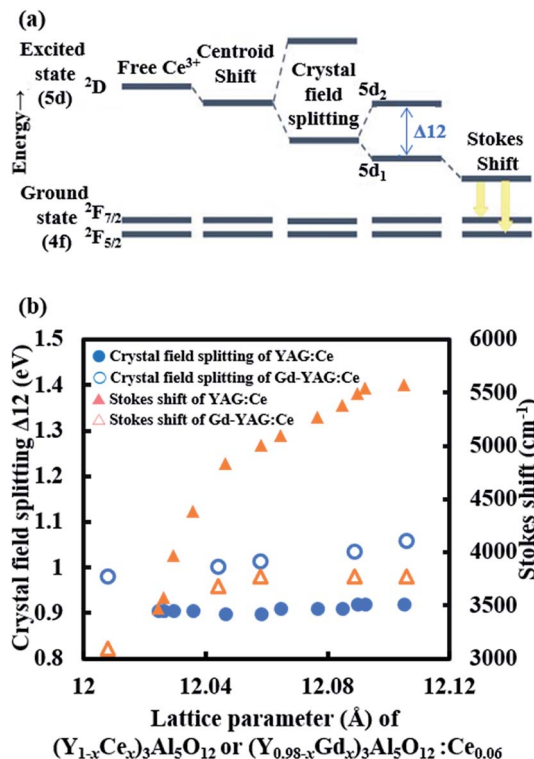 (a)
Excited
state
(5d)
²D
Free Ce³⁺
Centroid
Shift
Crystal
field
splitting
5d₂
Δ12
5d₁
Stokes
Shift
Energy→
Ground
state
(4f)
²F₇/₂
²F₅/₂
(b)
Crystal field splitting Δ12 (eV)
1.5
1.4
1.3
1.2
1.1
1
0.9
0.8
Crystal field splitting of YAG:Ce
Crystal field splitting of Gd-YAG:Ce
Stokes shift of YAG:Ce
Stokes shift of Gd-YAG:Ce
6000
5500
5000
4500
4000
3500
3000
Stokes shift (cm⁻¹)
12 12.04 12.08 12.12
Lattice parameter (Å) of
(Y₁₋ₓCeₓ)₃Al₅O₁₂ or (Y₀.₉₈₋ₓGdₓ)₃Al₅O₁₂ :Ce₀.₀₆